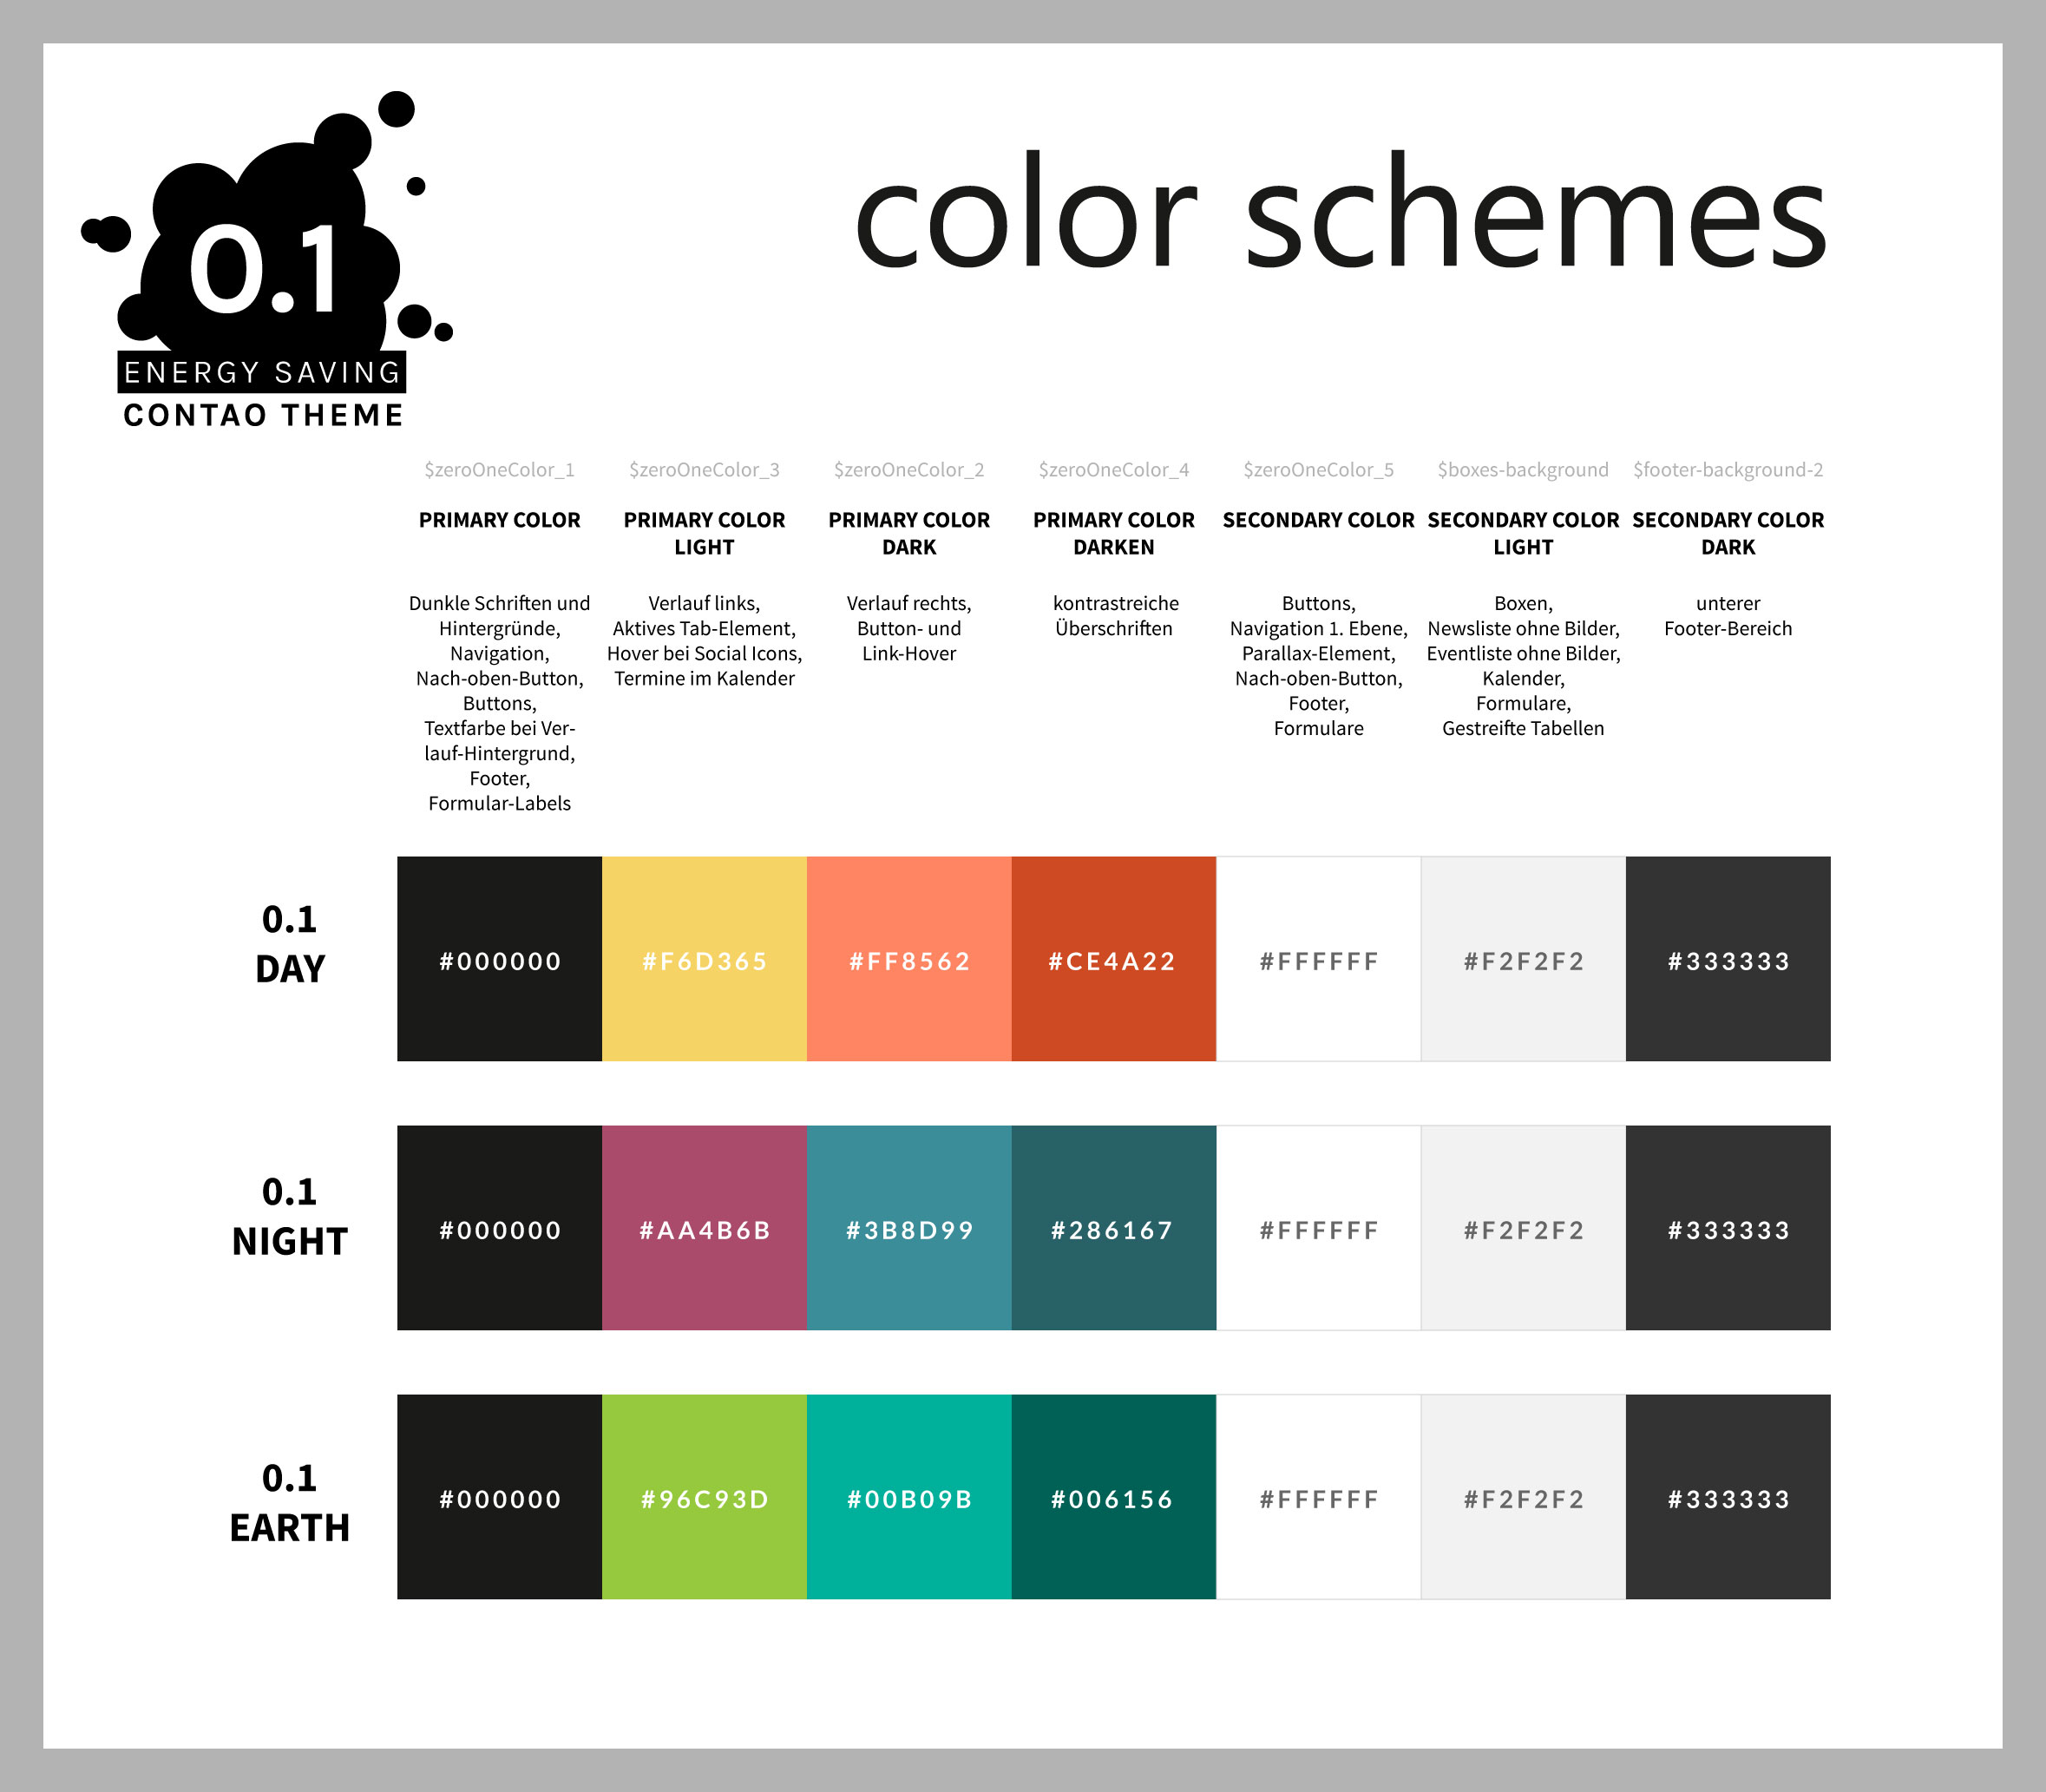 0.1
ENERGY SAVING
CONTAO THEME
color schemes
$zeroOneColor_1
PRIMARY COLOR
Dunkle Schriften und
Hintergründe,
Navigation,
Nach-oben-Button,
Buttons,
Textfarbe bei Ver-
lauf-Hintergrund,
Footer,
Formular-Labels
$zeroOneColor_3
PRIMARY COLOR
LIGHT
Verlauf links,
Aktives Tab-Element,
Hover bei Social Icons,
Termine im Kalender
$zeroOneColor_2
PRIMARY COLOR
DARK
Verlauf rechts,
Button- und
Link-Hover
$zeroOneColor_4
PRIMARY COLOR
DARKEN
kontrastreiche
Überschriften
$zeroOneColor_5
SECONDARY COLOR
Buttons,
Navigation 1. Ebene,
Parallax-Element,
Nach-oben-Button,
Footer,
Formulare
$boxes-background
SECONDARY COLOR
LIGHT
Boxen,
Newsliste ohne Bilder,
Eventliste ohne Bilder,
Kalender,
Formulare,
Gestreifte Tabellen
$footer-background-2
SECONDARY COLOR
DARK
unterer
Footer-Bereich
0.1
DAY
#000000 #F6D365 #FF8562 #CE4A22 #FFFFFF #F2F2F2 #333333
0.1
NIGHT
#000000 #AA4B6B #3B8D99 #286167 #FFFFFF #F2F2F2 #333333
0.1
EARTH
#000000 #96C93D #00B09B #006156 #FFFFFF #F2F2F2 #333333